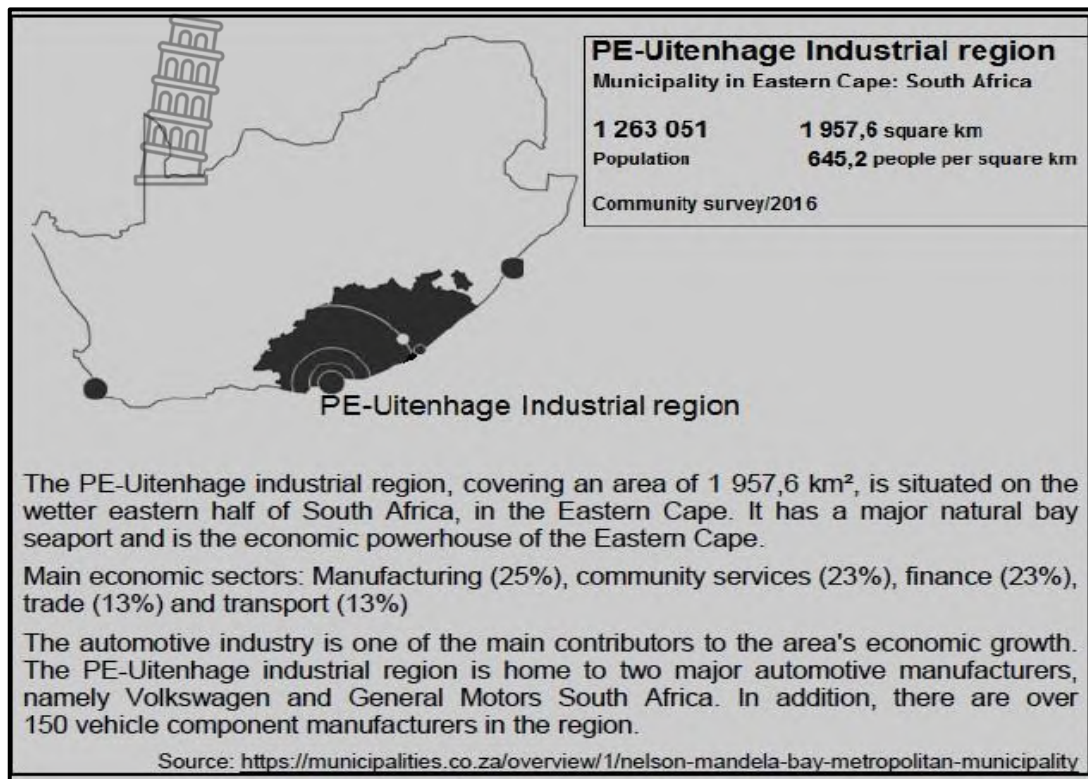 PE-Uitenhage Industrial region
Municipality in Eastern Cape: South Africa
1 263 051 1 957,6 square km
Population 645,2 people per square km
Community survey/2016
PE-Uitenhage Industrial region
The PE-Uitenhage industrial region, covering an area of 1 957,6 km², is situated on the
wetter eastern half of South Africa, in the Eastern Cape. It has a major natural bay
seaport and is the economic powerhouse of the Eastern Cape.
Main economic sectors: Manufacturing (25%), community services (23%), finance (23%),
trade (13%) and transport (13%)
The automotive industry is one of the main contributors to the area's economic growth.
The PE-Uitenhage industrial region is home to two major automotive manufacturers,
namely Volkswagen and General Motors South Africa. In addition, there are over
150 vehicle component manufacturers in the region.
Source: https://municipalities.co.za/overview/1/nelson-mandela-bay-metropolitan-municipality